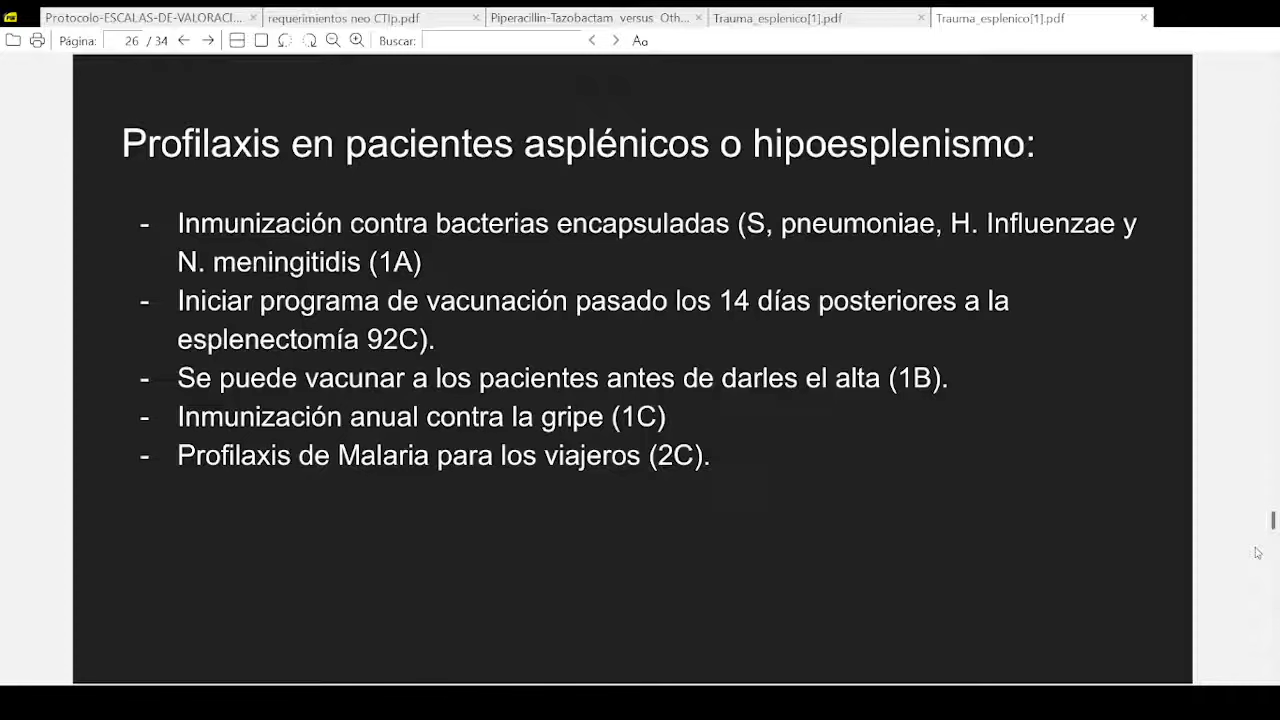 Protocolo-ESCALAS-DE-VALORACI...
requerimientos neo CTIp.pdf
Piperacillin-Tazobactam versus Oth...
Trauma_esplenico[1].pdf
Trauma_esplenico[1].pdf
Página: 26 / 34 Buscar: Aa
Profilaxis en pacientes asplénicos o hipoesplenismo:
- Inmunización contra bacterias encapsuladas (S, pneumoniae, H. Influenzae y
N. meningitidis (1A)
- Iniciar programa de vacunación pasado los 14 días posteriores a la
esplenectomía 92C).
- Se puede vacunar a los pacientes antes de darles el alta (1B).
- Inmunización anual contra la gripe (1C)
- Profilaxis de Malaria para los viajeros (2C).